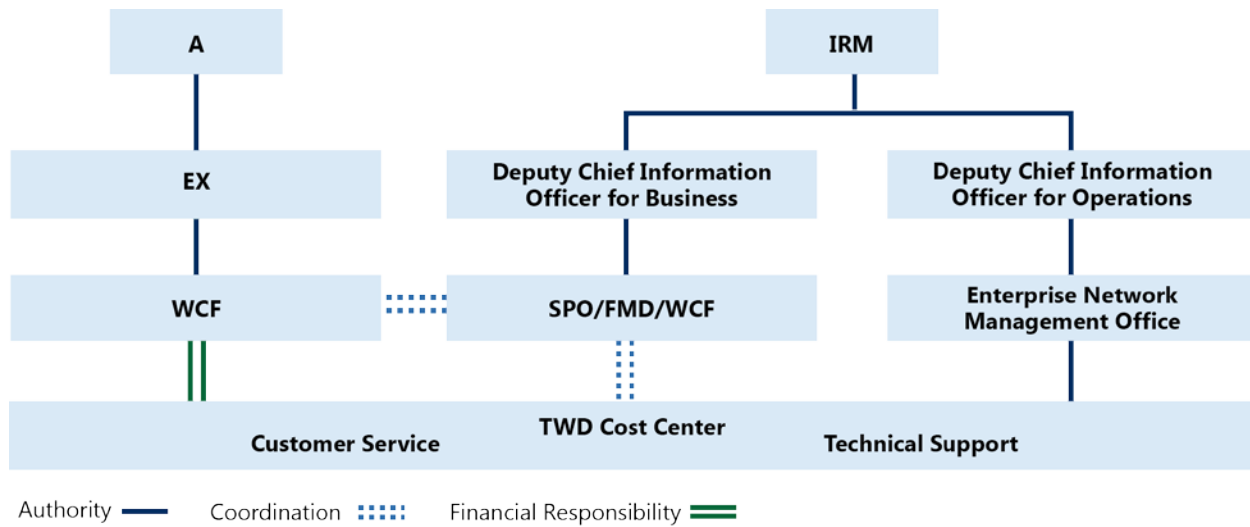 A
IRM
EX
Deputy Chief Information
Officer for Business
Deputy Chief Information
Officer for Operations
WCF
SPO/FMD/WCF
Enterprise Network
Management Office
TWD Cost Center
Customer Service
Technical Support
Authority
Coordination
Financial Responsibility